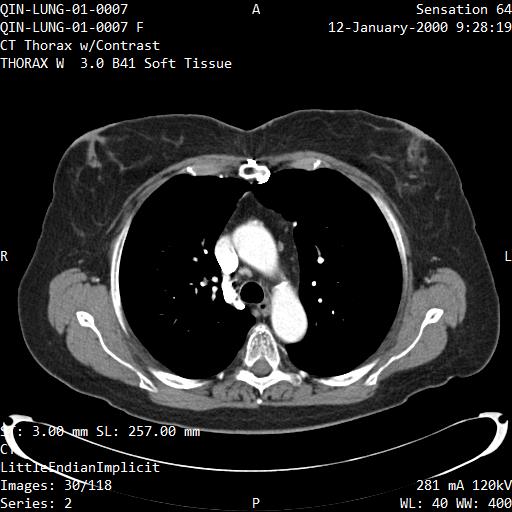 QIN-LUNG-01-0007
A
Sensation 64
QIN-LUNG-01-0007 F
12-January-2000 9:28:19
CT Thorax w/Contrast
THORAX W 3.0 B41 Soft Tissue
R
L
ST: 3.00 mm SL: 257.00 mm
CT
LittleEndianImplicit
Images: 30/118
281 mA 120kV
Series: 2
P
WL: 40 WW: 400